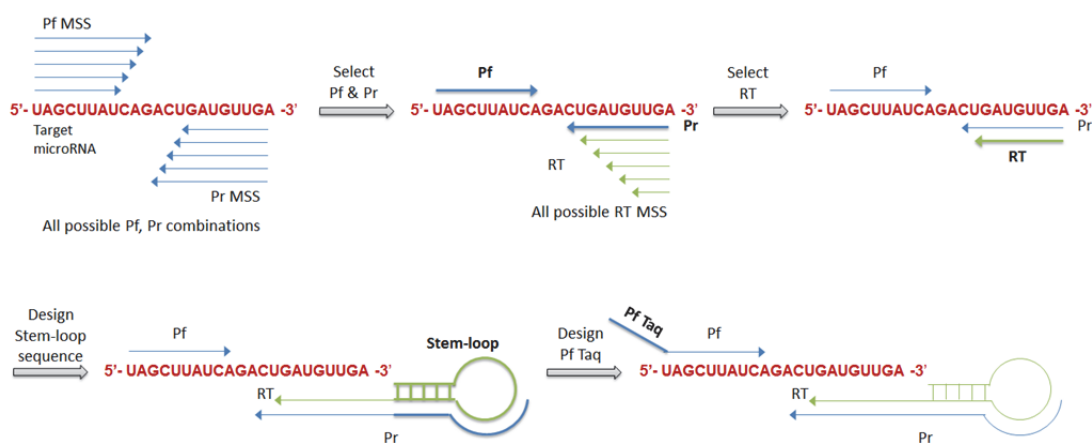 Pf MSS
5'- UAGCUUAUCAGACUGAUGUUGA -3'
Target
microRNA
Pr MSS
All possible Pf, Pr combinations
Select
Pf & Pr
Pf
5'- UAGCUUAUCAGACUGAUGUUGA -3'
Pr
RT
All possible RT MSS
Select
RT
Pf
5'- UAGCUUAUCAGACUGAUGUUGA -3'
Pr
RT
Design
Stem-loop
sequence
Pf
Stem-loop
5'- UAGCUUAUCAGACUGAUGUUGA -3'
RT
Pr
Design
Pf Taq
Pf Taq
Pf
5'- UAGCUUAUCAGACUGAUGUUGA -3'
RT
Pr